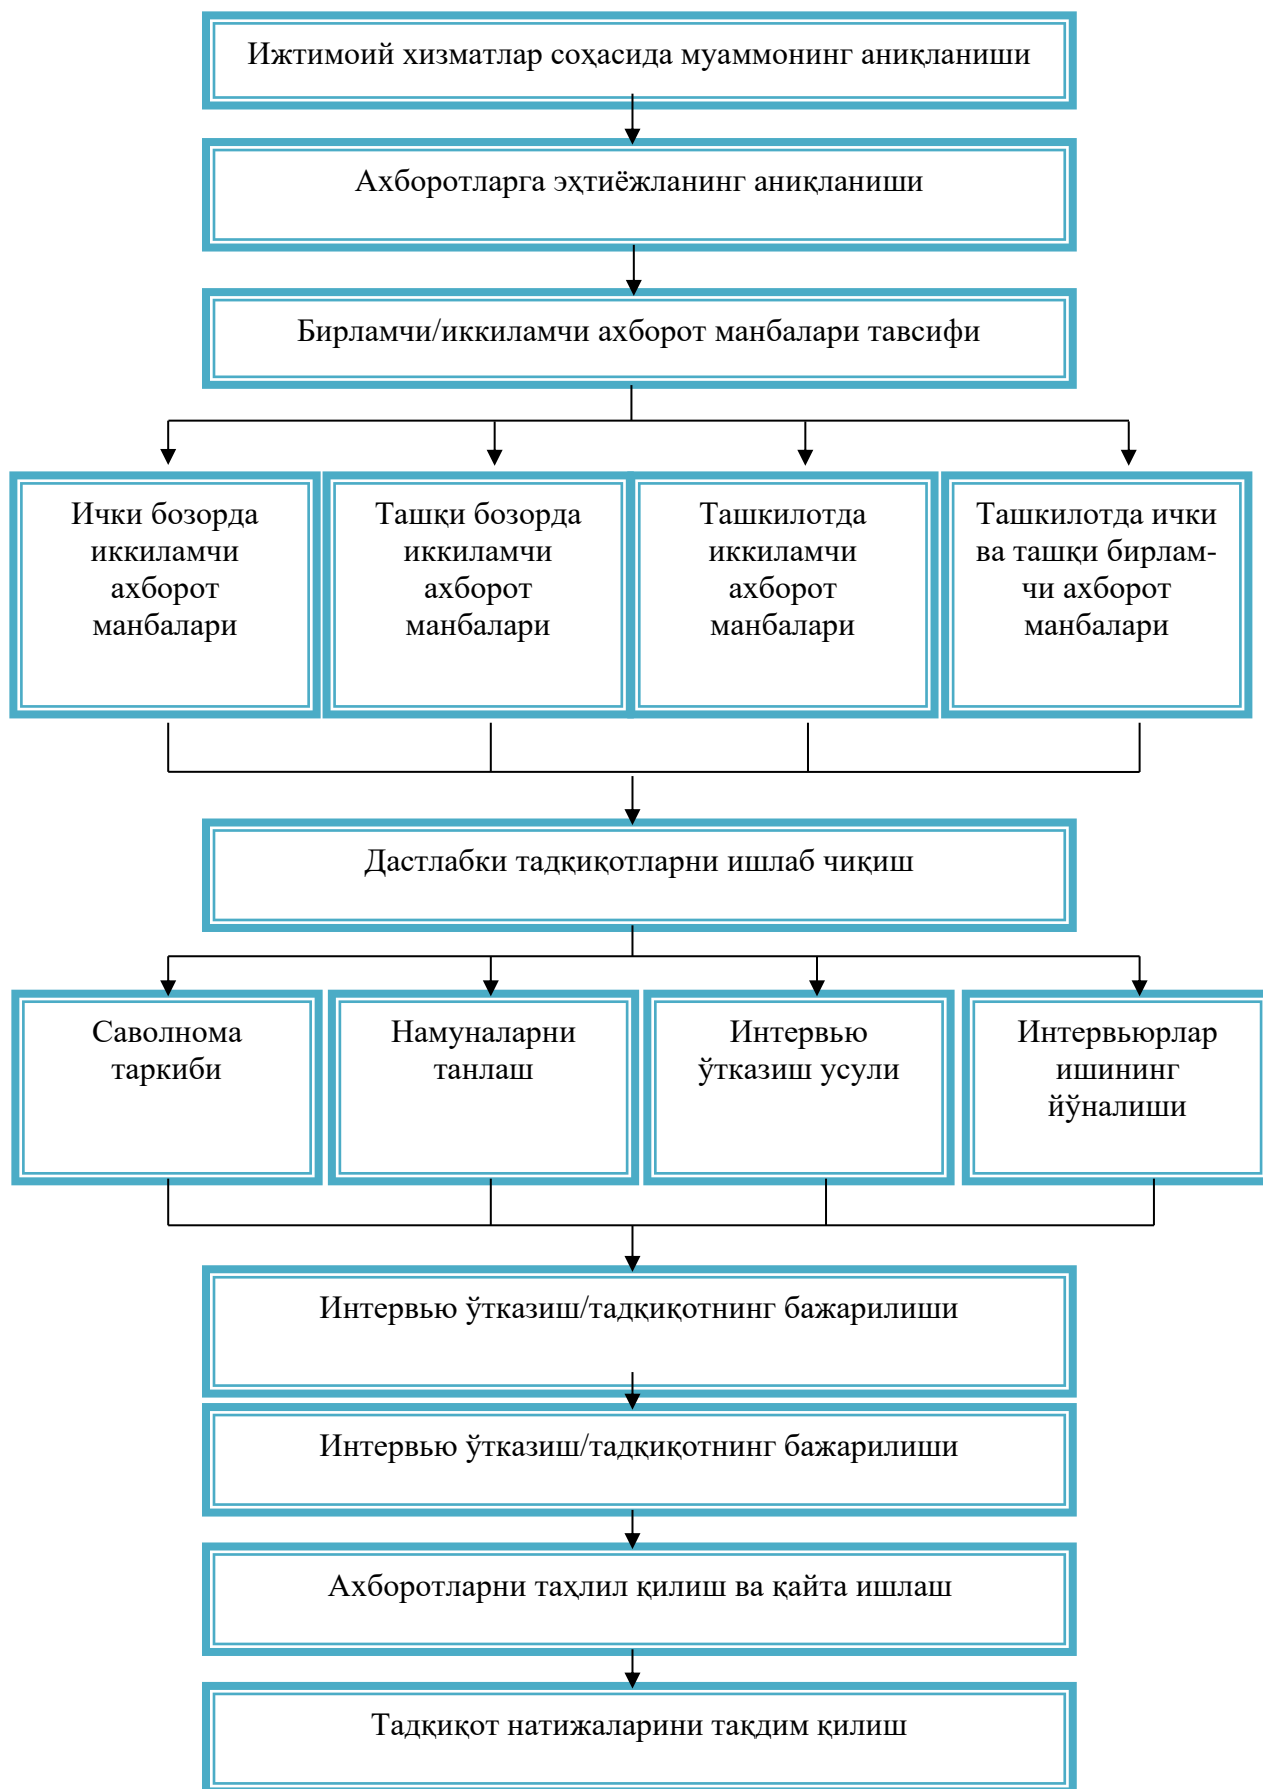 Ижтимоий хизматлар соҳасида муаммонинг аниқланиши
Ахборотларга эҳтиёжланинг аниқланиши
Бирламчи/иккиламчи ахборот манбалари тавсифи
Ички бозорда
иккиламчи
ахборот
манбалари
Ташқи бозорда
иккиламчи
ахборот
манбалари
Ташкилотда
иккиламчи
ахборот
манбалари
Ташкилотда ички
ва ташқи бирлам-
чи ахборот
манбалари
Дастлабки тадқиқотларни ишлаб чиқиш
Саволнома
таркиби
Намуналарни
танлаш
Интервью
ўтказиш усули
Интервьюрлар
ишининг
йўналиши
Интервью ўтказиш/тадқиқотнинг бажарилиши
Интервью ўтказиш/тадқиқотнинг бажарилиши
Ахборотларни таҳлил қилиш ва қайта ишлаш
Тадқиқот натижаларини тақдим қилиш